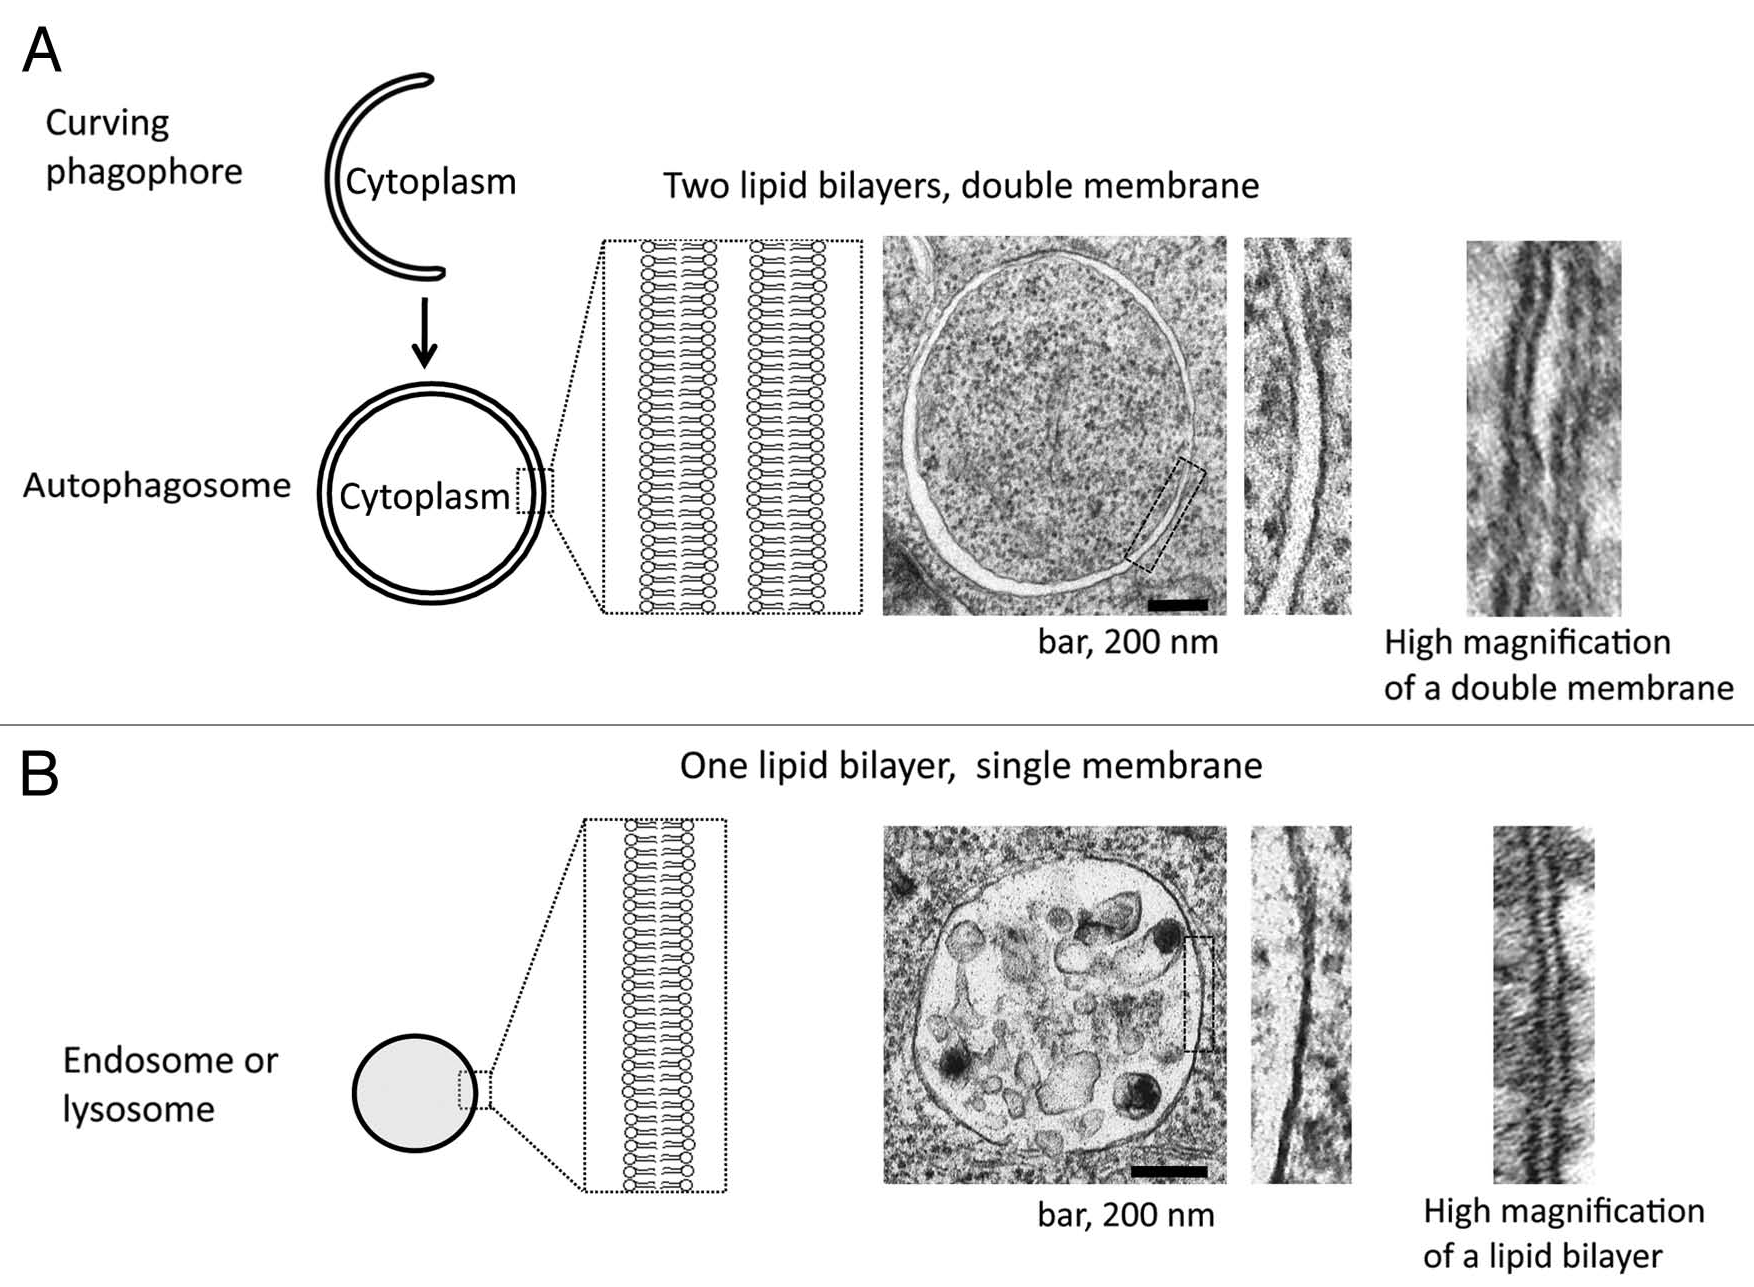 A
Curving
phagophore
Cytoplasm
Two lipid bilayers, double membrane
Autophagosome
Cytoplasm
bar, 200 nm
High magnification
of a double membrane
B
One lipid bilayer,  single membrane
Endosome or
lysosome
bar, 200 nm
High magnification
of a lipid bilayer